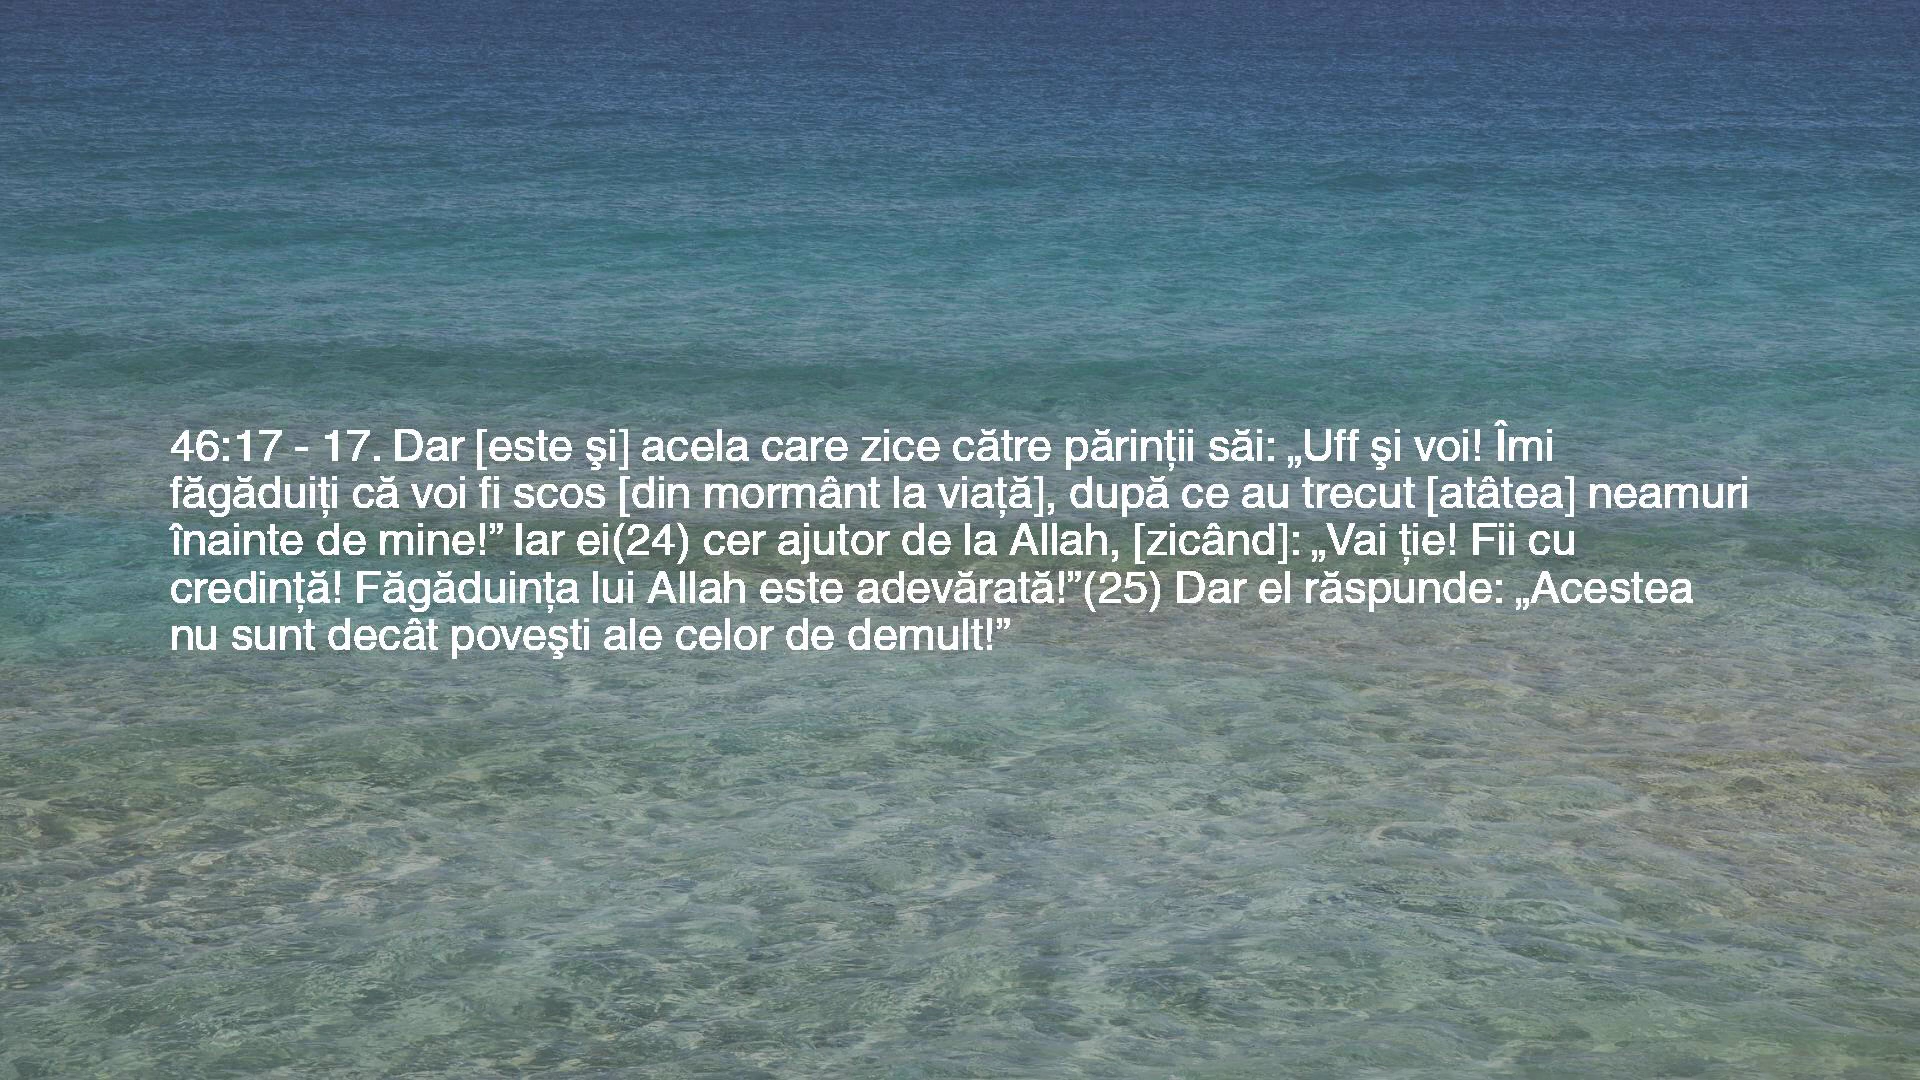 46:17 - 17. Dar [este şi] acela care zice către părinții săi: „Uff şi voi! Îmi
făgăduiți că voi fi scos [din mormânt la viață], după ce au trecut [atâtea] neamuri
înainte de mine!” Iar ei(24) cer ajutor de la Allah, [zicând]: „Vai ție! Fii cu
credință! Făgăduința lui Allah este adevărată!”(25) Dar el răspunde: „Acestea
nu sunt decât poveşti ale celor de demult!”